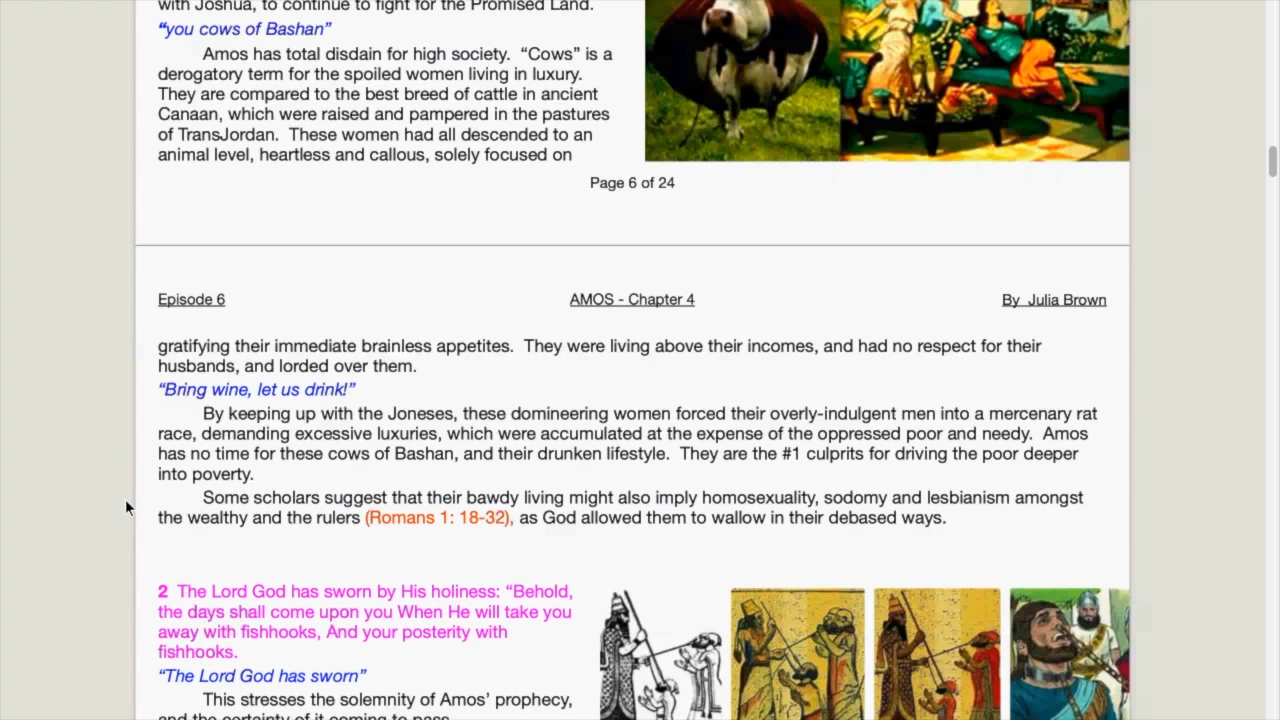 with Joshua, to continue to fight for the Promised Land.
“you cows of Bashan”
Amos has total disdain for high society.  “Cows” is a
derogatory term for the spoiled women living in luxury.
They are compared to the best breed of cattle in ancient
Canaan, which were raised and pampered in the pastures
of TransJordan.  These women had all descended to an
animal level, heartless and callous, solely focused on
Page 6 of 24
Episode 6
AMOS - Chapter 4
By  Julia Brown
gratifying their immediate brainless appetites.  They were living above their incomes, and had no respect for their
husbands, and lorded over them.
“Bring wine, let us drink!”
By keeping up with the Joneses, these domineering women forced their overly-indulgent men into a mercenary rat
race, demanding excessive luxuries, which were accumulated at the expense of the oppressed poor and needy.  Amos
has no time for these cows of Bashan, and their drunken lifestyle.  They are the #1 culprits for driving the poor deeper
into poverty.
Some scholars suggest that their bawdy living might also imply homosexuality, sodomy and lesbianism amongst
the wealthy and the rulers (Romans 1: 18-32), as God allowed them to wallow in their debased ways.
2  The Lord God has sworn by His holiness: “Behold,
the days shall come upon you When He will take you
away with fishhooks, And your posterity with
fishhooks.
“The Lord God has sworn”
This stresses the solemnity of Amos’ prophecy,
and the certainty of it coming to pass.